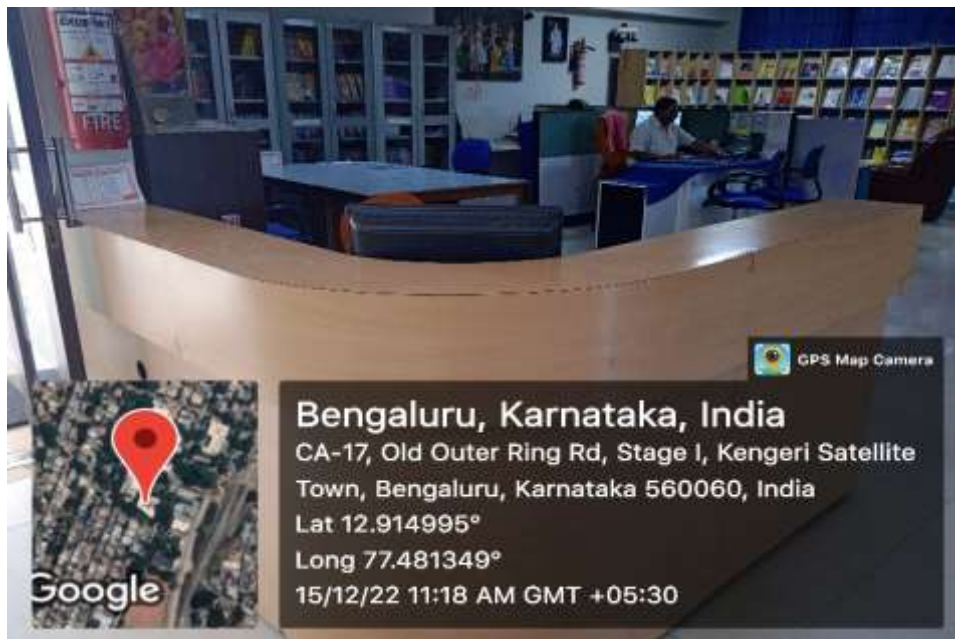 FIRE
GPS Map Camera
Bengaluru, Karnataka, India
CA-17, Old Outer Ring Rd, Stage I, Kengeri Satellite
Town, Bengaluru, Karnataka 560060, India
Lat 12.914995°
Long 77.481349°
15/12/22 11:18 AM GMT +05:30
Google